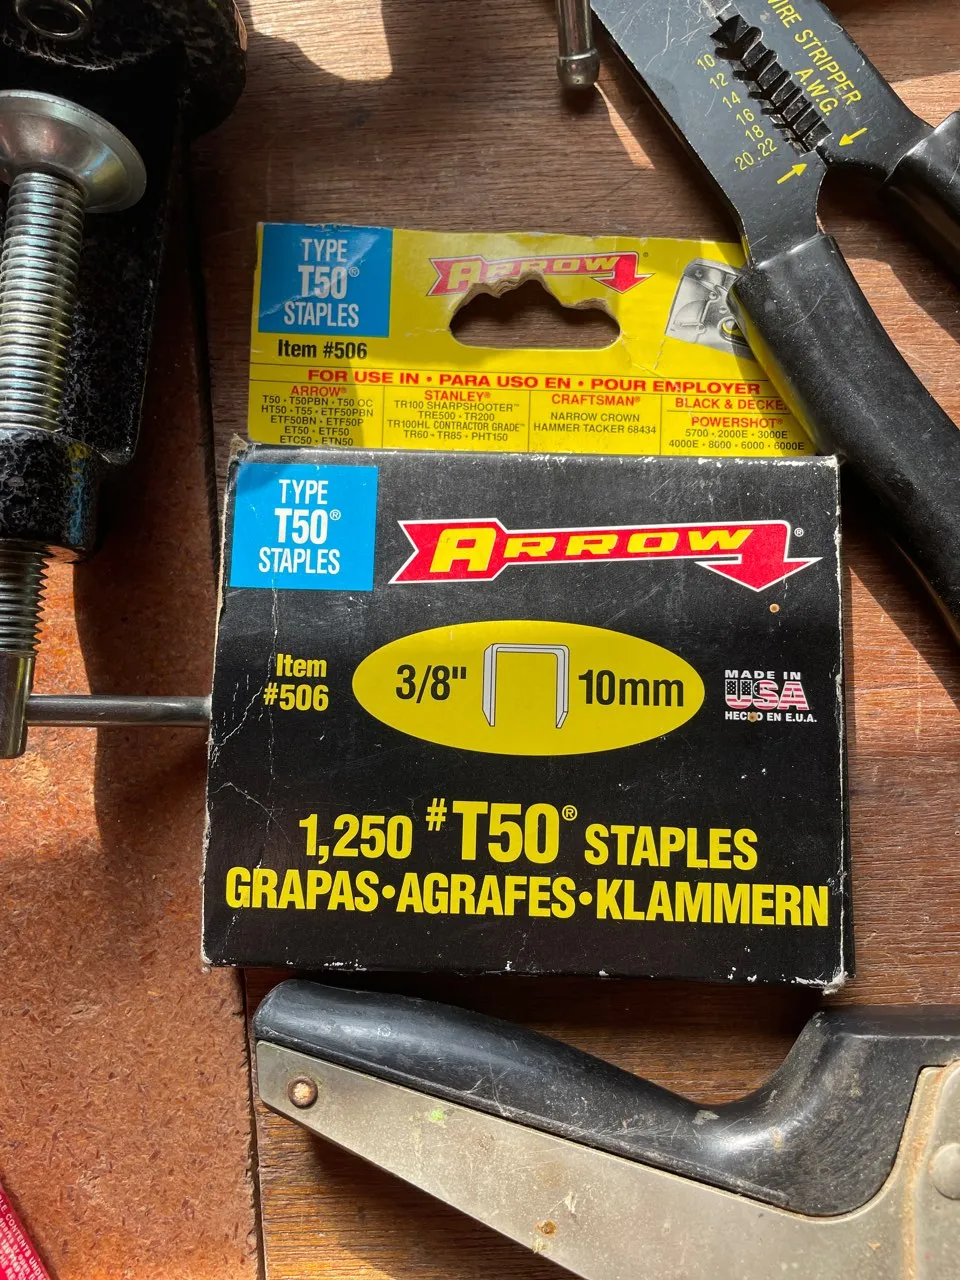 WIRE STRIPPER
A.W.G.
10
12
14
16
18
20.22
TYPE
T50®
STAPLES
ARROW®
Item #506
FOR USE IN • PARA USO EN • POUR EMPLOYER
ARROW®
T50 • T50PBN • T50 OC
HT50 • T55 • ETF50PBN
ETF50BN • ETF50P
ET50 • ETF50
ETC50 • ETN50
STANLEY®
TR100 SHARPSHOOTER™
TRE500 • TR200
TR100HL CONTRACTOR GRADE™
TR60 • TR85 • PHT150
CRAFTSMAN®
NARROW CROWN
HAMMER TACKER 68434
BLACK & DECKE
POWERSHOT®
5700 • 2000E • 3000E
4000E • 8000 • 6000 • 6000E
TYPE
T50®
STAPLES
ARROW®
Item
#506
3/8" 10mm
MADE IN
USA
HECHO EN E.U.A.
1,250 #T50® STAPLES
GRAPAS•AGRAFES•KLAMMERN